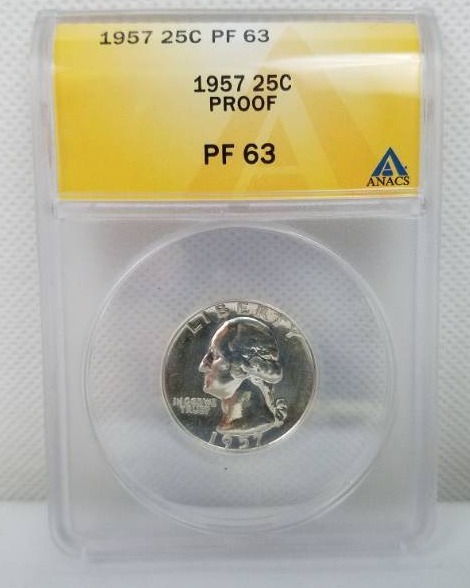 1957 25C PF 63
1957 25C
PROOF
PF 63
ANACS
LIBERTY
IN GOD WE
TRUST
1957